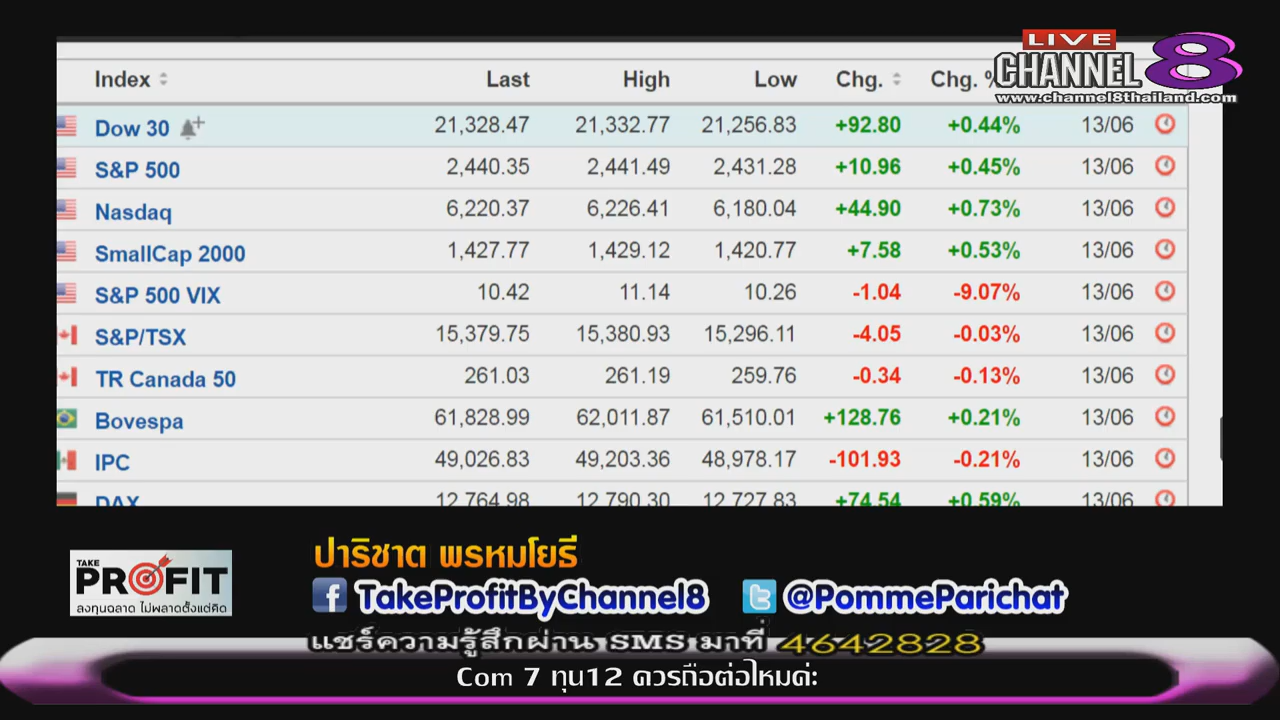 LIVE
CHANNEL 8
www.channel8thailand.com
Index Last High Low Chg. Chg. %
Dow 30 21,328.47 21,332.77 21,256.83 +92.80 +0.44% 13/06
S&P 500 2,440.35 2,441.49 2,431.28 +10.96 +0.45% 13/06
Nasdaq 6,220.37 6,226.41 6,180.04 +44.90 +0.73% 13/06
SmallCap 2000 1,427.77 1,429.12 1,420.77 +7.58 +0.53% 13/06
S&P 500 VIX 10.42 11.14 10.26 -1.04 -9.07% 13/06
S&P/TSX 15,379.75 15,380.93 15,296.11 -4.05 -0.03% 13/06
TR Canada 50 261.03 261.19 259.76 -0.34 -0.13% 13/06
Bovespa 61,828.99 62,011.87 61,510.01 +128.76 +0.21% 13/06
IPC 49,026.83 49,203.36 48,978.17 -101.93 -0.21% 13/06
DAX 12,764.98 12,790.30 12,727.83 +74.54 +0.59% 13/06
TAKE
PROFIT
ลงทุนฉลาด ไม่พลาดตั้งแต่คิด
ปาริชาต พรหมโยธี
f TakeProfitByChannel8 t @PommeParichat
แชร์ความรู้สึกผ่าน SMS มาที่ 4642828
Com 7 ทุน12 ควรถือต่อไหมค่ะ